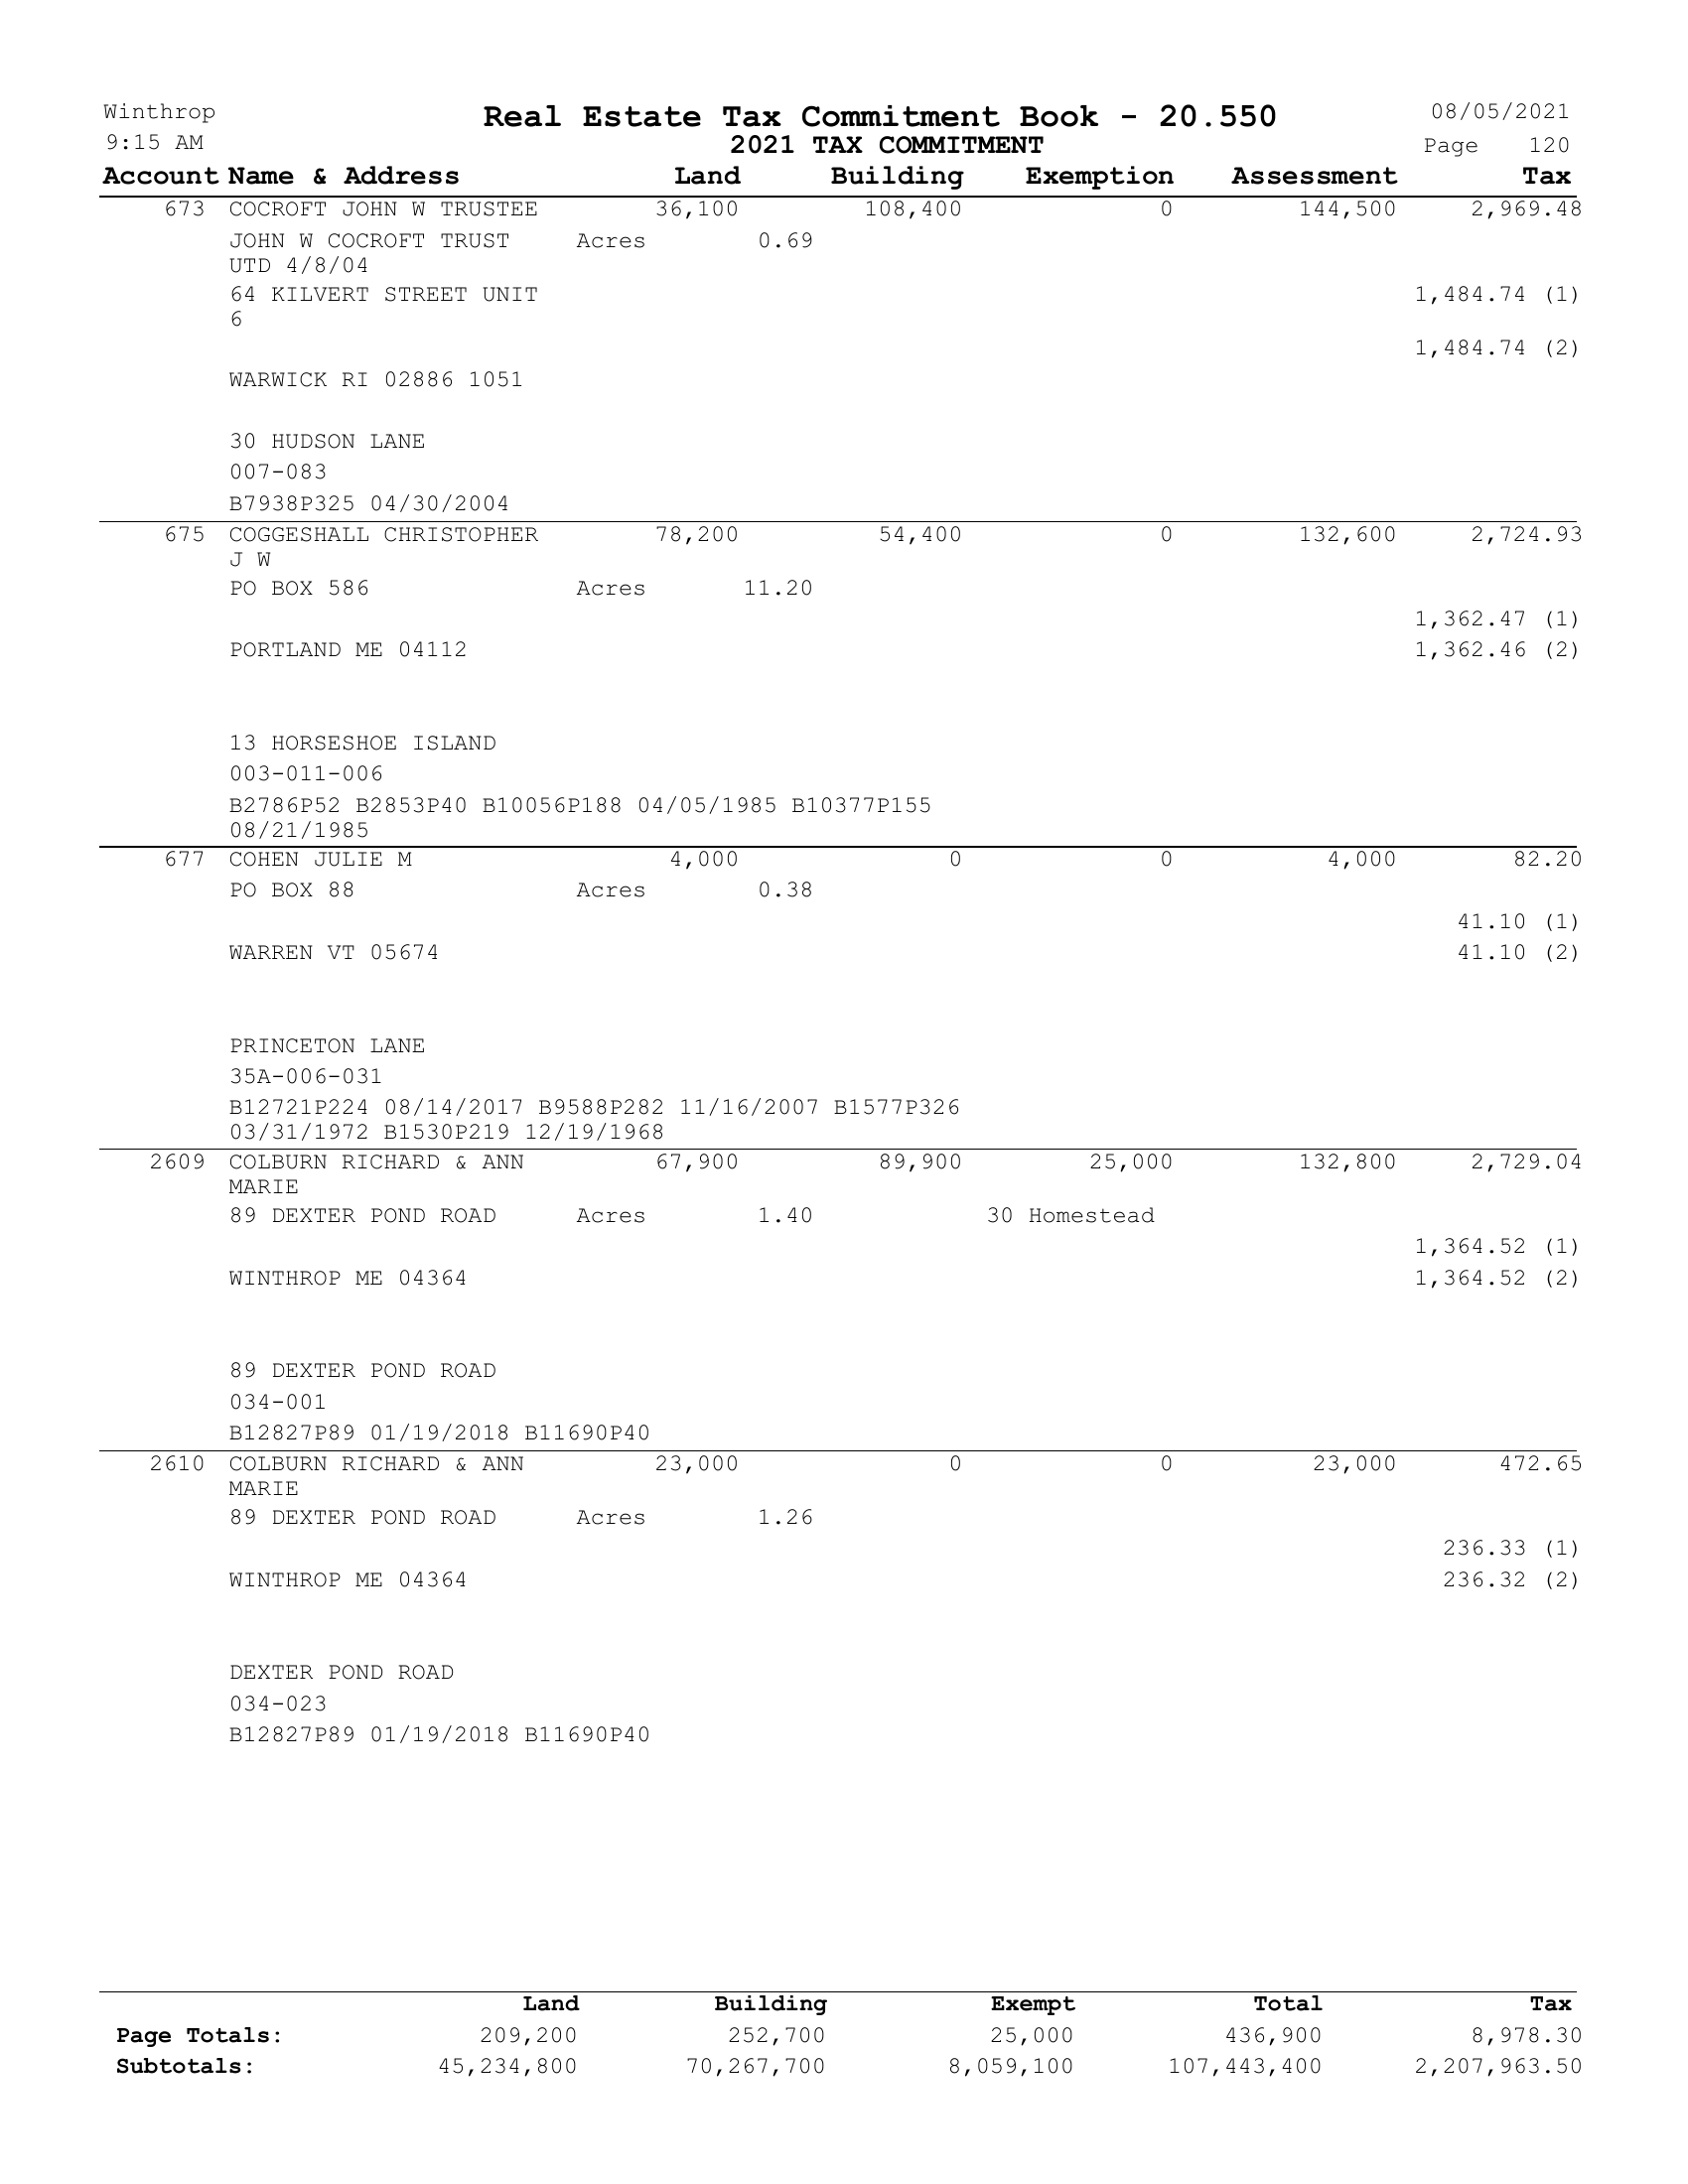 Winthrop Real Estate Tax Commitment Book - 20.550 08/05/2021
9:15 AM 2021 TAX COMMITMENT Page 120
Account Name & Address Land Building Exemption Assessment Tax
673 COCROFT JOHN W TRUSTEE 36,100 108,400 0 144,500 2,969.48
JOHN W COCROFT TRUST Acres 0.69
UTD 4/8/04
64 KILVERT STREET UNIT 1,484.74 (1)
6
1,484.74 (2)
WARWICK RI 02886 1051
30 HUDSON LANE
007-083
B7938P325 04/30/2004
675 COGGESHALL CHRISTOPHER 78,200 54,400 0 132,600 2,724.93
J W
PO BOX 586 Acres 11.20
1,362.47 (1)
PORTLAND ME 04112 1,362.46 (2)
13 HORSESHOE ISLAND
003-011-006
B2786P52 B2853P40 B10056P188 04/05/1985 B10377P155
08/21/1985
677 COHEN JULIE M 4,000 0 0 4,000 82.20
PO BOX 88 Acres 0.38
41.10 (1)
WARREN VT 05674 41.10 (2)
PRINCETON LANE
35A-006-031
B12721P224 08/14/2017 B9588P282 11/16/2007 B1577P326
03/31/1972 B1530P219 12/19/1968
2609 COLBURN RICHARD & ANN 67,900 89,900 25,000 132,800 2,729.04
MARIE
89 DEXTER POND ROAD Acres 1.40 30 Homestead
1,364.52 (1)
WINTHROP ME 04364 1,364.52 (2)
89 DEXTER POND ROAD
034-001
B12827P89 01/19/2018 B11690P40
2610 COLBURN RICHARD & ANN 23,000 0 0 23,000 472.65
MARIE
89 DEXTER POND ROAD Acres 1.26
236.33 (1)
WINTHROP ME 04364 236.32 (2)
DEXTER POND ROAD
034-023
B12827P89 01/19/2018 B11690P40
Land Building Exempt Total Tax
Page Totals: 209,200 252,700 25,000 436,900 8,978.30
Subtotals: 45,234,800 70,267,700 8,059,100 107,443,400 2,207,963.50